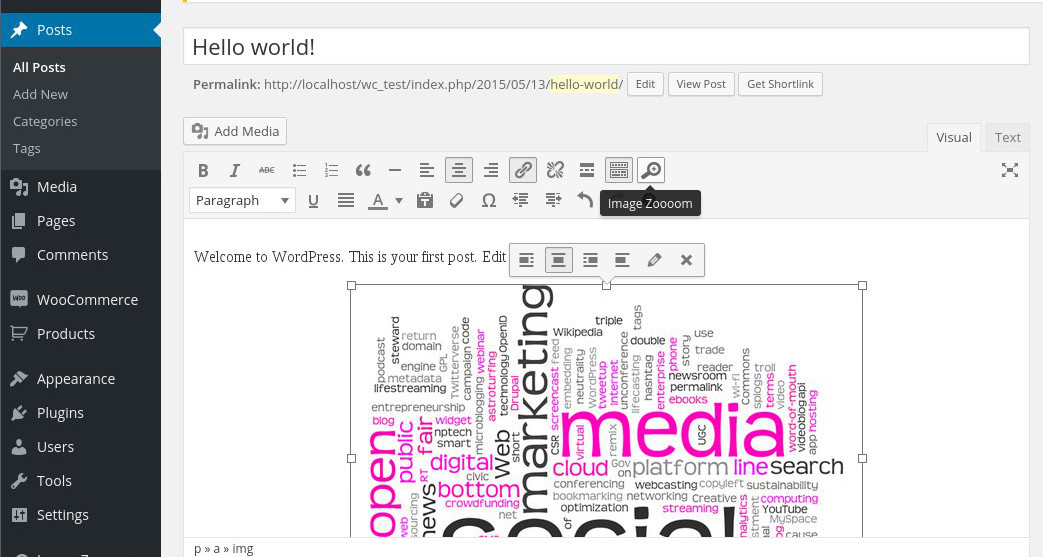 Posts
All Posts
Add New
Categories
Tags
Media
Pages
Comments
WooCommerce
Products
Appearance
Plugins
Users
Tools
Settings
Hello world!
Permalink: http://localhost/wc_test/index.php/2015/05/13/hello-world/ Edit View Post Get Shortlink
Add Media
Visual Text
B I ABC
Paragraph U A Ω
Image Zoooom
Welcome to WordPress. This is your first post. Edit
podcast
steward
return
domain
engine
GPL
metadata
lifestreaming
Twitterverse
campaign
code
webinar
astroturfing
microblogging
technology
OpenID
Drupal
marketing
Wikipedia
triple
tags
double
screencast
feed
embedding
neutrality
WordPress
tweetup
Internet
unconference
lifecasting
hashtag
enterprise
phone
story
use
trade
reader
newsroom
permalink
ebooks
wi-fi
commons
splogs
troll
terms
video
word-of-mouth
videoblog
api
app
hosting
entrepreneurship
blog
public
fair
widget
nptech
smart
Web
short
CSR
virtual
media
remix
UGC
open
RT
digital
civic
cloud
Gov
on
platform
line
search
bottom
crowdfunding
net
conferencing
webcasting
copyleft
sustainability
bookmarking
networking
Creative
computing
optimization
streaming
YouTube
MySpace
web
news
of
social
cause
p » a » img